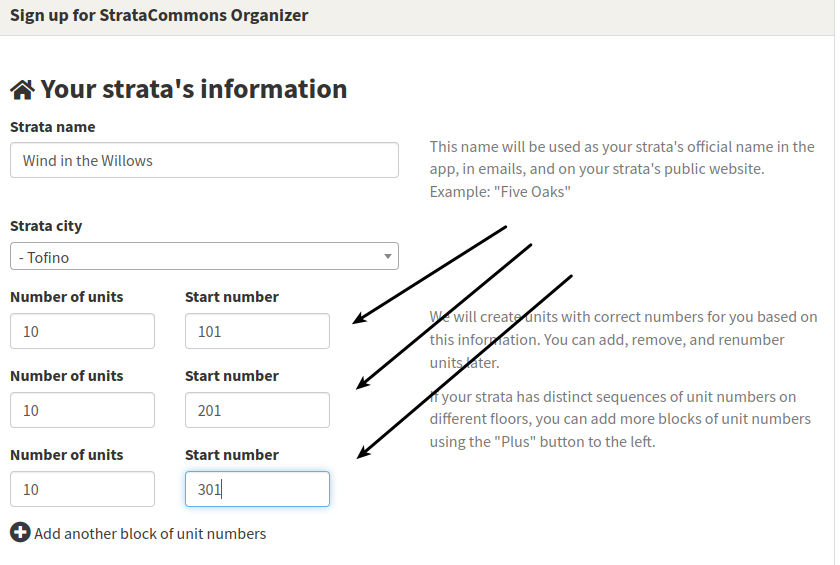 Sign up for StrataCommons Organizer
Your strata's information
Strata name
Wind in the Willows
This name will be used as your strata's official name in the
app, in emails, and on your strata's public website.
Example: "Five Oaks"
Strata city
- Tofino
Number of units Start number
10 101
Number of units Start number
10 201
Number of units Start number
10 301
We will create units with correct numbers for you based on
this information. You can add, remove, and renumber
units later.
If your strata has distinct sequences of unit numbers on
different floors, you can add more blocks of unit numbers
using the "Plus" button to the left.
Add another block of unit numbers